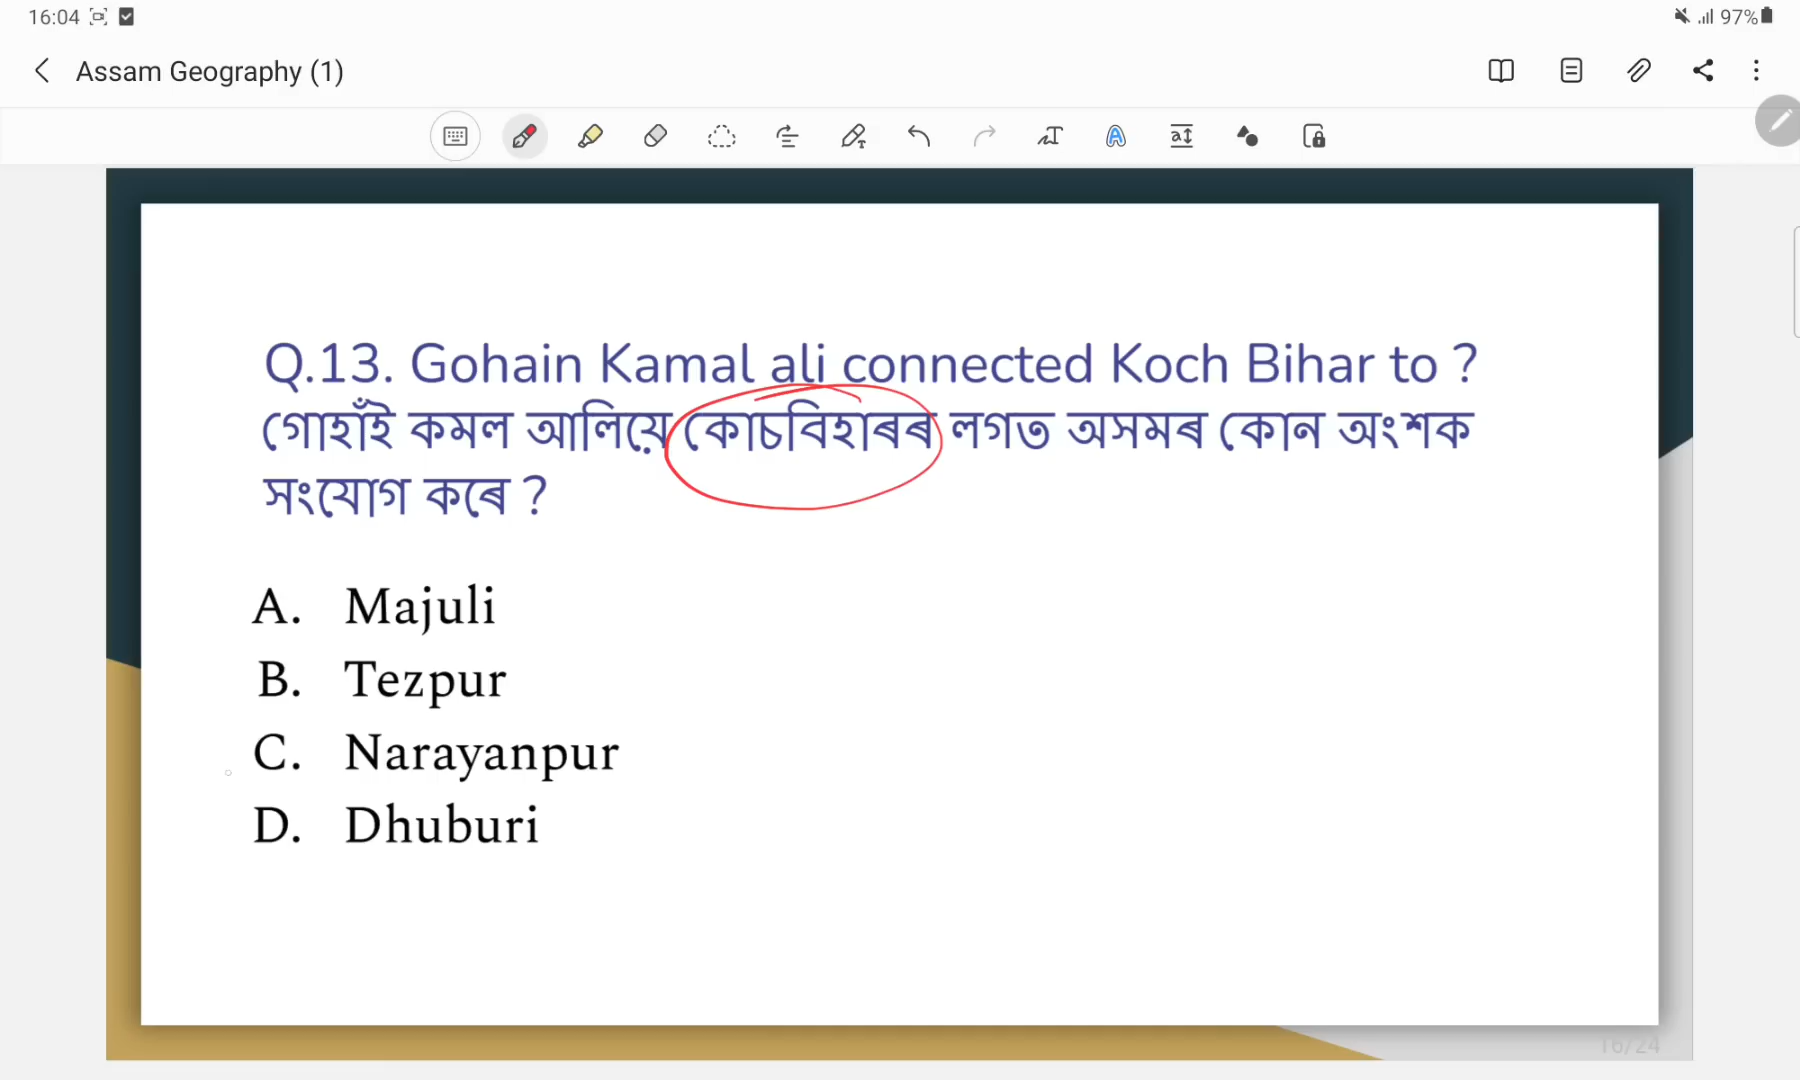 16:04
97%
Assam Geography (1)
Q.13. Gohain Kamal ali connected Koch Bihar to ?
গোহাঁই কমল আলিয়ে কোচবিহাৰৰ লগত অসমৰ কোন অংশক
সংযোগ কৰে ?
A. Majuli
B. Tezpur
C. Narayanpur
D. Dhuburi
16/24